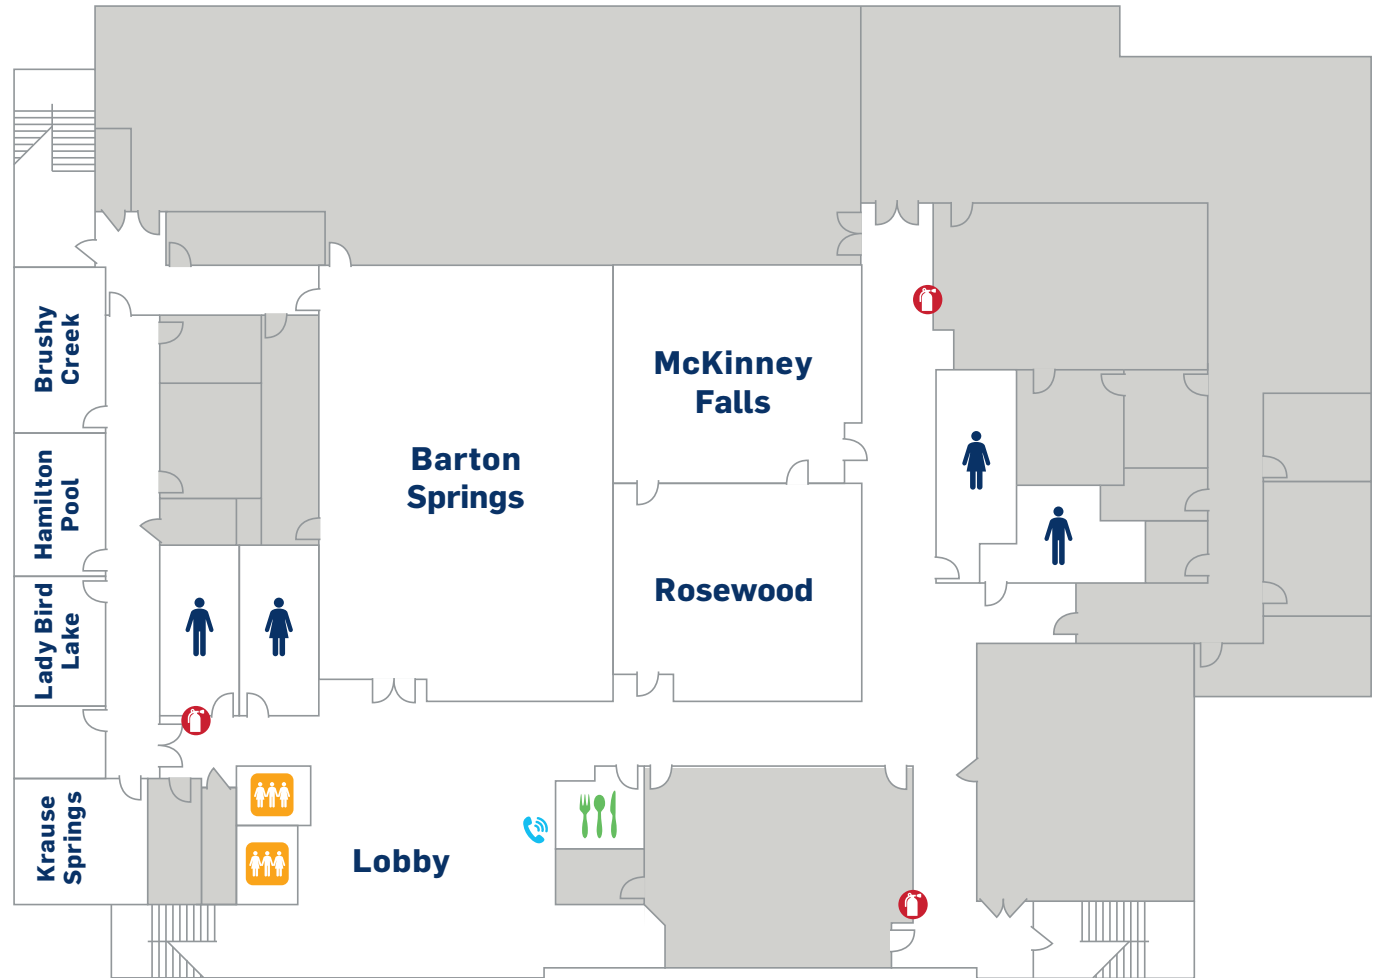 Brushy
Creek
Hamilton
Pool
Lady Bird
Lake
Krause
Springs
Barton
Springs
McKinney
Falls
Rosewood
Lobby